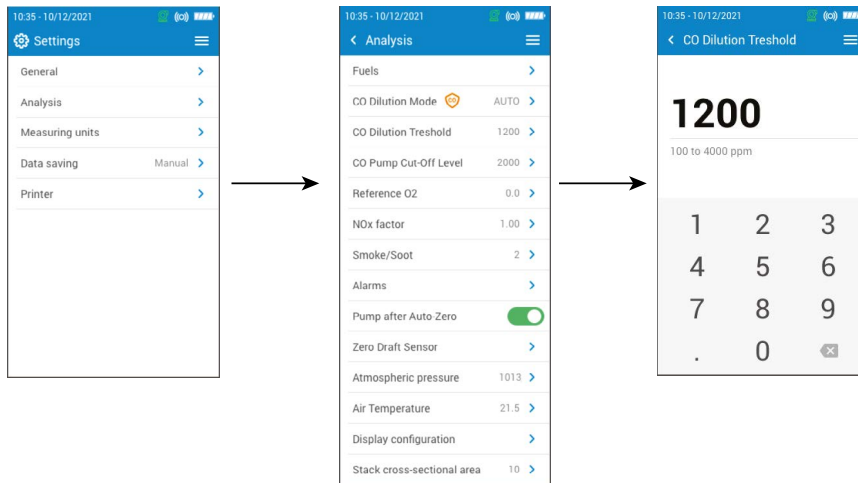 10:35 - 10/12/2021
Settings
General
Analysis
Measuring units
Data saving Manual
Printer
10:35 - 10/12/2021
Analysis
Fuels
CO Dilution Mode CO AUTO
CO Dilution Treshold 1200
CO Pump Cut-Off Level 2000
Reference O2 0.0
NOx factor 1.00
Smoke/Soot 2
Alarms
Pump after Auto Zero
Zero Draft Sensor
Atmospheric pressure 1013
Air Temperature 21.5
Display configuration
Stack cross-sectional area 10
10:35 - 10/12/2021
CO Dilution Treshold
1200
100 to 4000 ppm
1 2 3
4 5 6
7 8 9
. 0